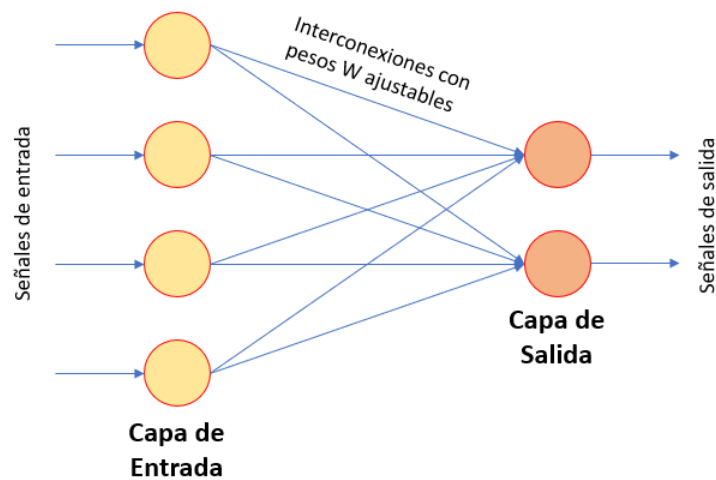 Interconexiones con
pesos W ajustables
Señales de entrada
Señales de salida
Capa de
Salida
Capa de
Entrada